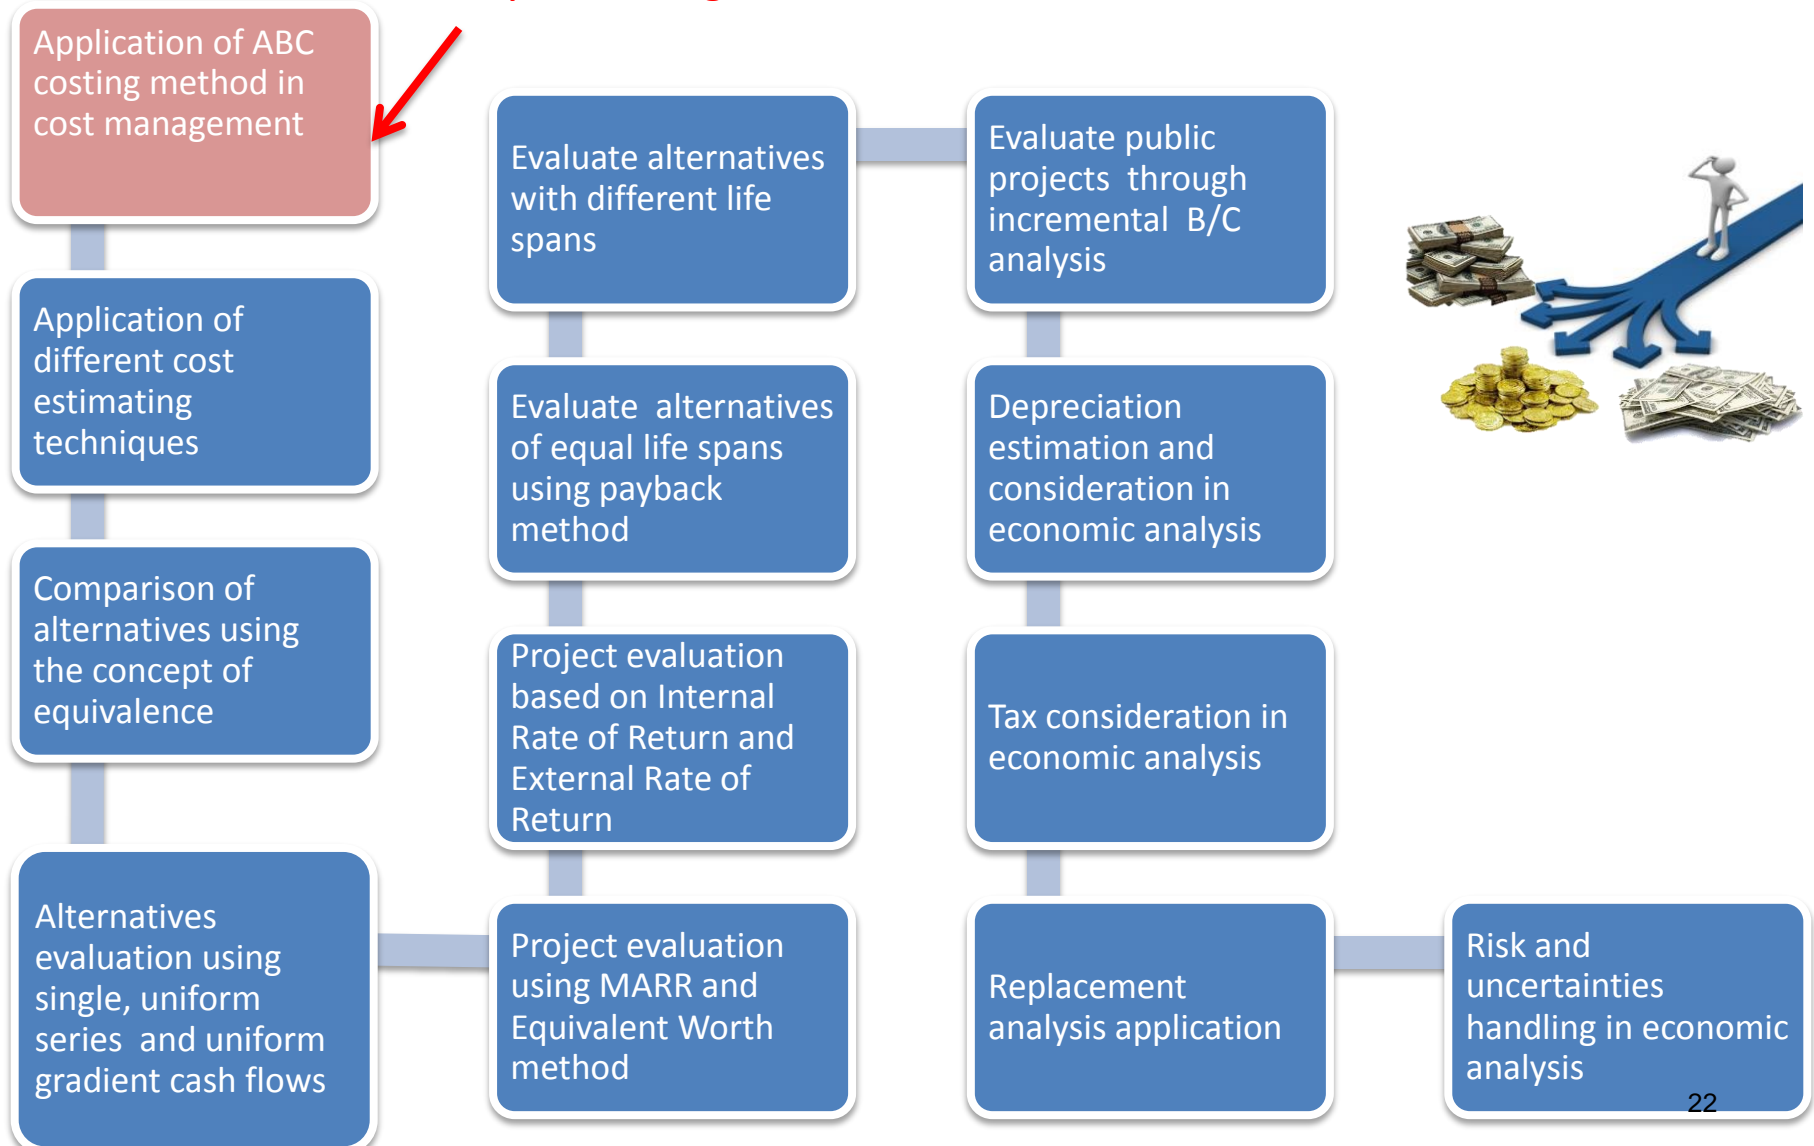 Application of ABC
costing method in
cost management
Application of
different cost
estimating
techniques
Comparison of
alternatives using
the concept of
equivalence
Alternatives
evaluation using
single, uniform
series and uniform
gradient cash flows
Project evaluation
using MARR and
Equivalent Worth
method
Project evaluation
based on Internal
Rate of Return and
External Rate of
Return
Evaluate alternatives
of equal life spans
using payback
method
Evaluate alternatives
with different life
spans
Evaluate public
projects through
incremental B/C
analysis
Depreciation
estimation and
consideration in
economic analysis
Tax consideration in
economic analysis
Replacement
analysis application
Risk and
uncertainties
handling in economic
analysis
22